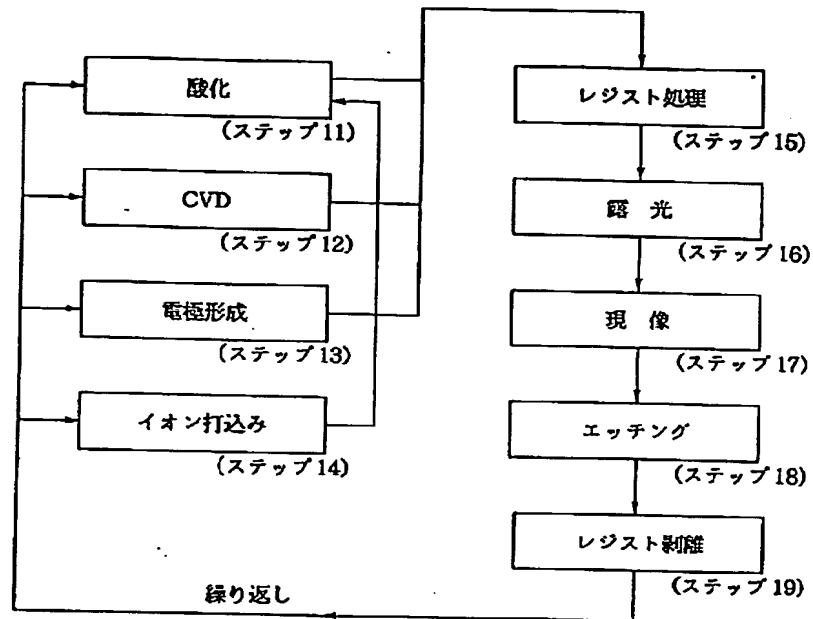 酸化
(ステップ11)
CVD
(ステップ12)
電極形成
(ステップ13)
イオン打込み
(ステップ14)
レジスト処理
(ステップ15)
露 光
(ステップ16)
現 像
(ステップ17)
エッチング
(ステップ18)
レジスト剥離
(ステップ19)
繰り返し